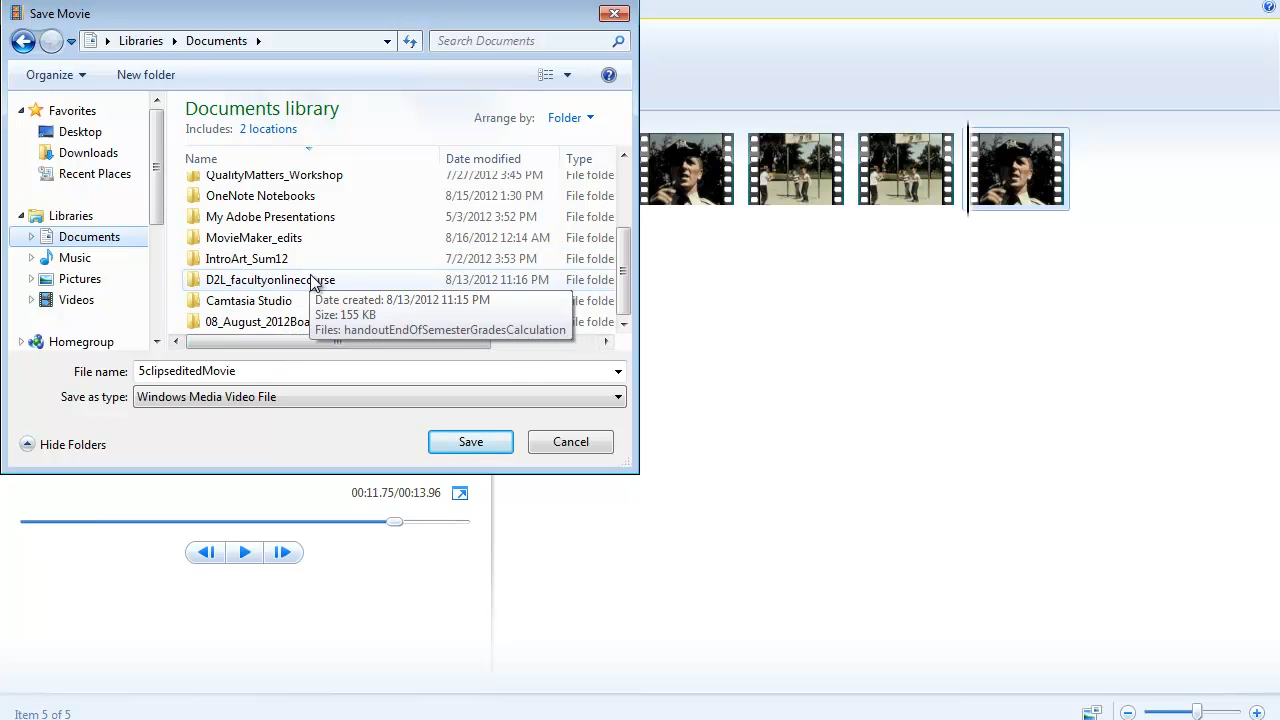 Save Movie
Libraries
Documents
Search Documents
Organize
New folder
Favorites
Desktop
Downloads
Recent Places
Libraries
Documents
Music
Pictures
Videos
Homegroup
Documents library
Includes: 2 locations
Arrange by: Folder
Name Date modified Type
QualityMatters_Workshop 7/27/2012 3:45 PM File folde
OneNote Notebooks 8/15/2012 1:30 PM File folde
My Adobe Presentations 5/3/2012 3:52 PM File folde
MovieMaker_edits 8/16/2012 12:14 AM File folde
IntroArt_Sum12 7/2/2012 3:53 PM File folde
D2L_facultyonlinecourse 8/13/2012 11:16 PM File folde
Camtasia Studio File folde
08_August_2012Boa File folde
Date created: 8/13/2012 11:15 PM
Size: 155 KB
Files: handoutEndOfSemesterGradesCalculation
File name: 5clipseditedMovie
Save as type: Windows Media Video File
Hide Folders
Save
Cancel
00:11.75/00:13.96
Item 5 of 5